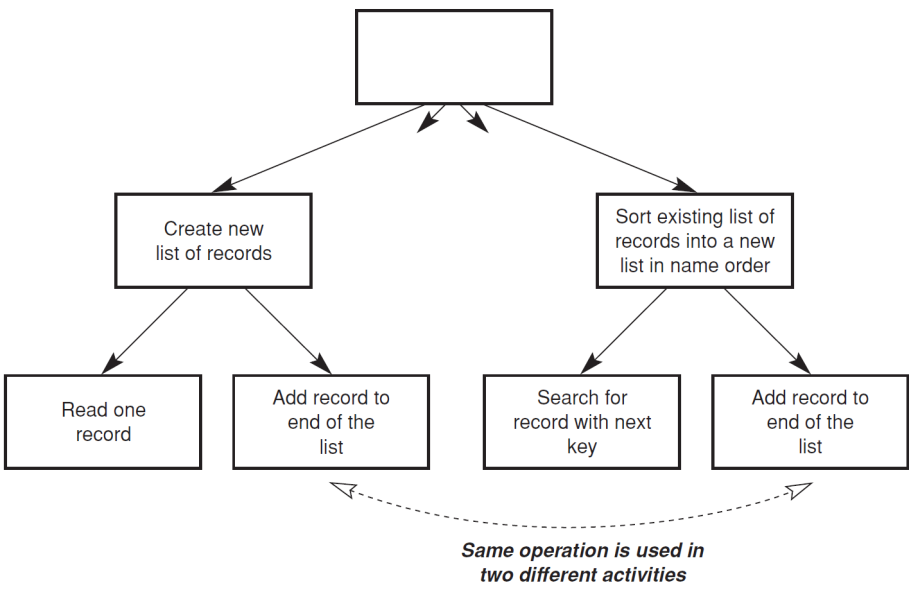 Create new
list of records
Sort existing list of
records into a new
list in name order
Read one
record
Add record to
end of the
list
Search for
record with next
key
Add record to
end of the
list
Same operation is used in
two different activities